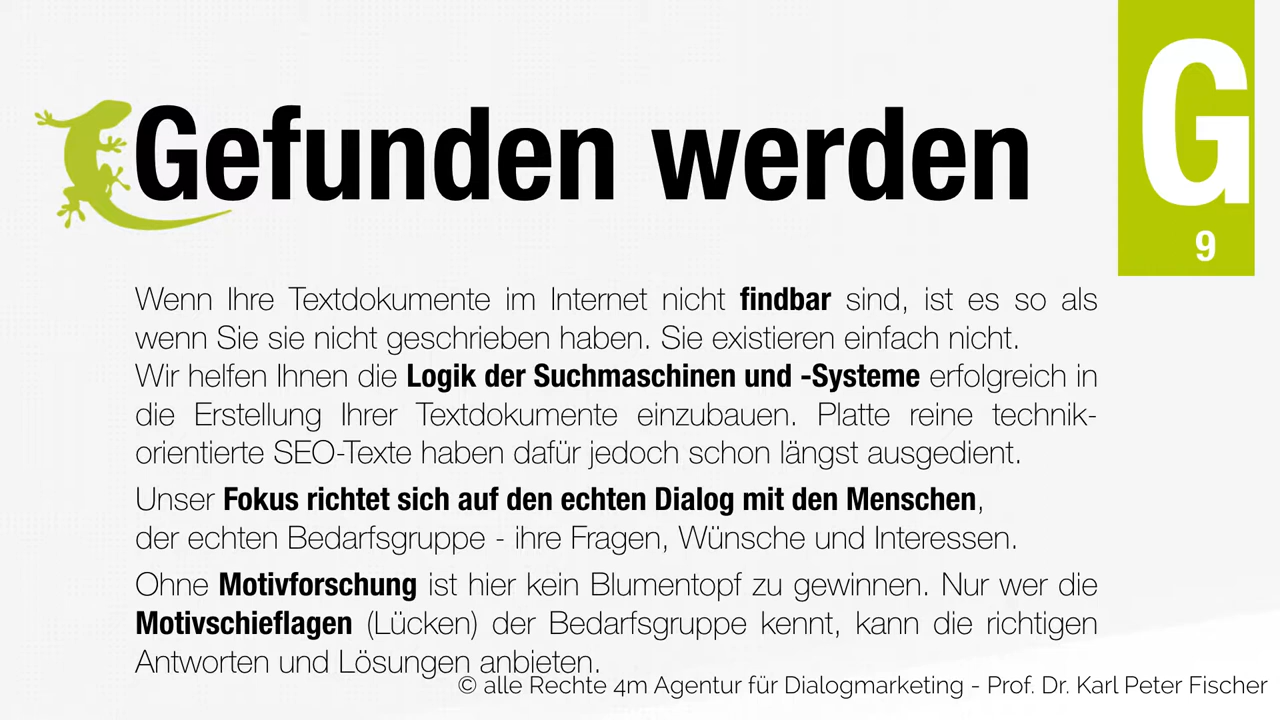 Gefunden werden
G
9
Wenn Ihre Textdokumente im Internet nicht findbar sind, ist es so als
wenn Sie sie nicht geschrieben haben. Sie existieren einfach nicht.
Wir helfen Ihnen die Logik der Suchmaschinen und -Systeme erfolgreich in
die Erstellung Ihrer Textdokumente einzubauen. Platte reine technik-
orientierte SEO-Texte haben dafür jedoch schon längst ausgedient.
Unser Fokus richtet sich auf den echten Dialog mit den Menschen,
der echten Bedarfsgruppe - ihre Fragen, Wünsche und Interessen.
Ohne Motivforschung ist hier kein Blumentopf zu gewinnen. Nur wer die
Motivschieflagen (Lücken) der Bedarfsgruppe kennt, kann die richtigen
Antworten und Lösungen anbieten.
© alle Rechte 4m Agentur für Dialogmarketing - Prof. Dr. Karl Peter Fischer